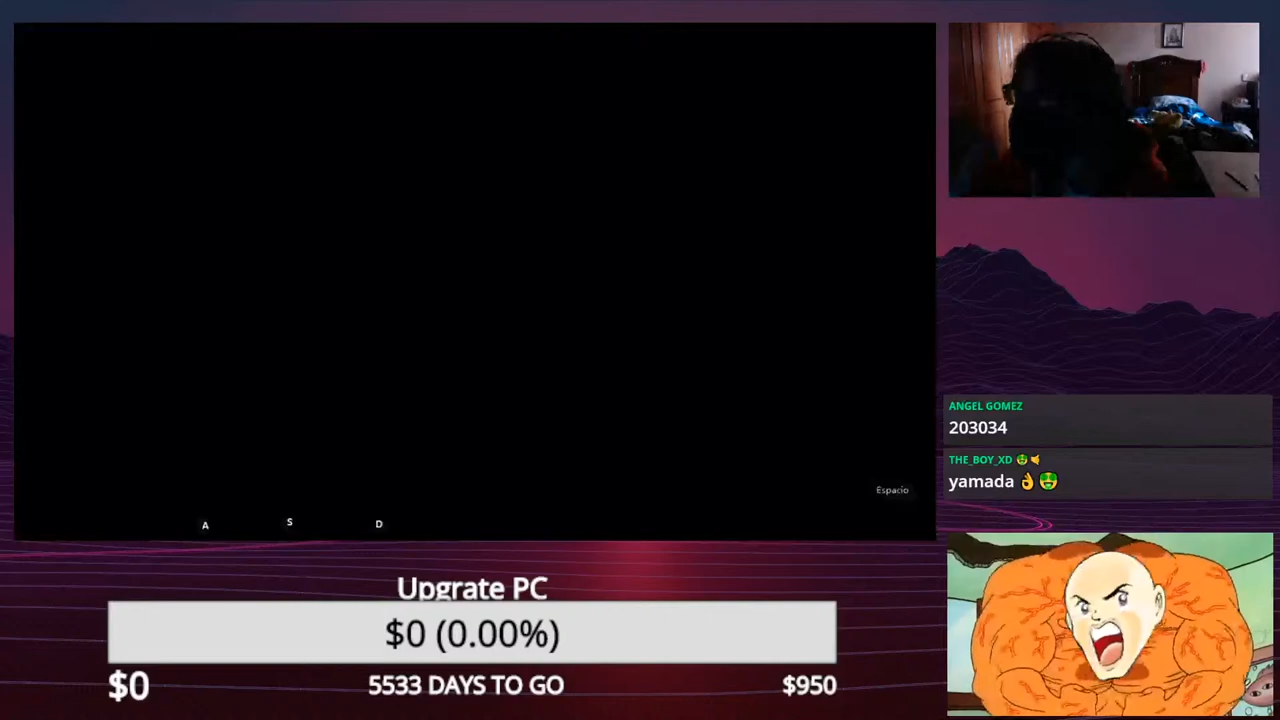 ANGEL GOMEZ
203034
THE_BOY_XD 🤑📢
yamada 👌🤑
Espacio
A S D
Upgrate PC
$0 (0.00%)
$0 5533 DAYS TO GO $950